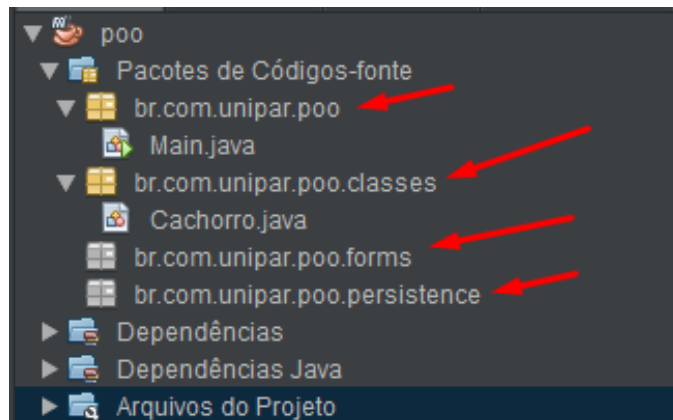 poo
Pacotes de Códigos-fonte
br.com.unipar.poo
Main.java
br.com.unipar.poo.classes
Cachorro.java
br.com.unipar.poo.forms
br.com.unipar.poo.persistence
Dependências
Dependências Java
Arquivos do Projeto